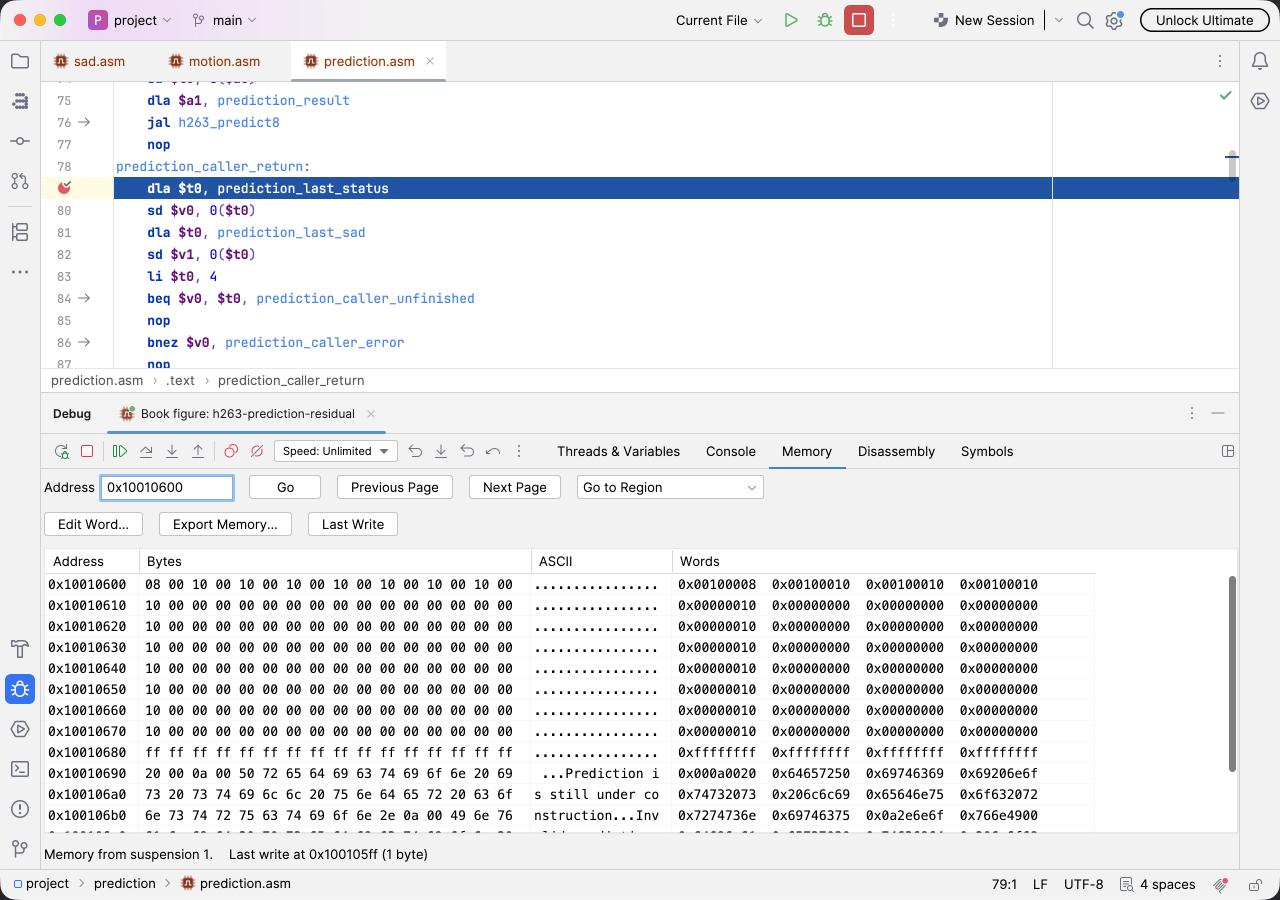 P project main Current File New Session Unlock Ultimate
sad.asm motion.asm prediction.asm
75 dla $a1, prediction_result
76 jal h263_predict8
77 nop
78 prediction_caller_return:
dla $t0, prediction_last_status
80 sd $v0, 0($t0)
81 dla $t0, prediction_last_sad
82 sd $v1, 0($t0)
83 li $t0, 4
84 beq $v0, $t0, prediction_caller_unfinished
85 nop
86 bnez $v0, prediction_caller_error
87 nop
prediction.asm › .text › prediction_caller_return
Debug Book figure: h263-prediction-residual
Speed: Unlimited Threads & Variables Console Memory Disassembly Symbols
Address 0x10010600 Go Previous Page Next Page Go to Region
Edit Word... Export Memory... Last Write
Address Bytes ASCII Words
0x10010600 08 00 10 00 10 00 10 00 10 00 10 00 10 00 10 00 ................ 0x00100008 0x00100010 0x00100010 0x00100010
0x10010610 10 00 00 00 00 00 00 00 00 00 00 00 00 00 00 00 ................ 0x00000010 0x00000000 0x00000000 0x00000000
0x10010620 10 00 00 00 00 00 00 00 00 00 00 00 00 00 00 00 ................ 0x00000010 0x00000000 0x00000000 0x00000000
0x10010630 10 00 00 00 00 00 00 00 00 00 00 00 00 00 00 00 ................ 0x00000010 0x00000000 0x00000000 0x00000000
0x10010640 10 00 00 00 00 00 00 00 00 00 00 00 00 00 00 00 ................ 0x00000010 0x00000000 0x00000000 0x00000000
0x10010650 10 00 00 00 00 00 00 00 00 00 00 00 00 00 00 00 ................ 0x00000010 0x00000000 0x00000000 0x00000000
0x10010660 10 00 00 00 00 00 00 00 00 00 00 00 00 00 00 00 ................ 0x00000010 0x00000000 0x00000000 0x00000000
0x10010670 10 00 00 00 00 00 00 00 00 00 00 00 00 00 00 00 ................ 0x00000010 0x00000000 0x00000000 0x00000000
0x10010680 ff ff ff ff ff ff ff ff ff ff ff ff ff ff ff ff ................ 0xffffffff 0xffffffff 0xffffffff 0xffffffff
0x10010690 20 00 0a 00 50 72 65 64 69 63 74 69 6f 6e 20 69 ...Prediction i 0x000a0020 0x64657250 0x69746369 0x69206e6f
0x100106a0 73 20 73 74 69 6c 6c 20 75 6e 64 65 72 20 63 6f s still under co 0x74732073 0x206c6c69 0x65646e75 0x6f632072
0x100106b0 6e 73 74 72 75 63 74 69 6f 6e 2e 0a 00 49 6e 76 nstruction...Inv 0x7274736e 0x69746375 0x0a2e6e6f 0x766e4900
Memory from suspension 1. Last write at 0x100105ff (1 byte)
project › prediction › prediction.asm 79:1 LF UTF-8 4 spaces